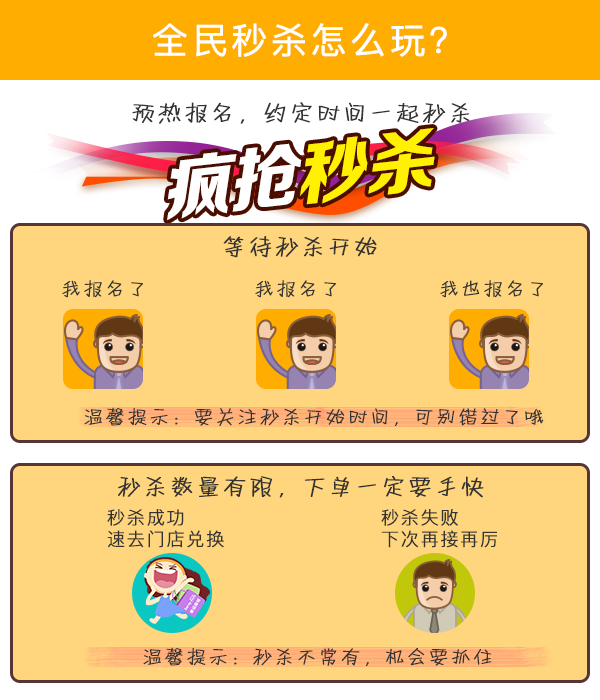 全民秒杀怎么玩?
预热报名，约定时间一起秒杀
疯抢秒杀
等待秒杀开始
我报名了
我报名了
我也报名了
温馨提示：要关注秒杀开始时间，可别错过了哦
秒杀数量有限，下单一定要手快
秒杀成功
速去门店兑换
秒杀失败
下次再接再厉
温馨提示：秒杀不常有，机会要抓住